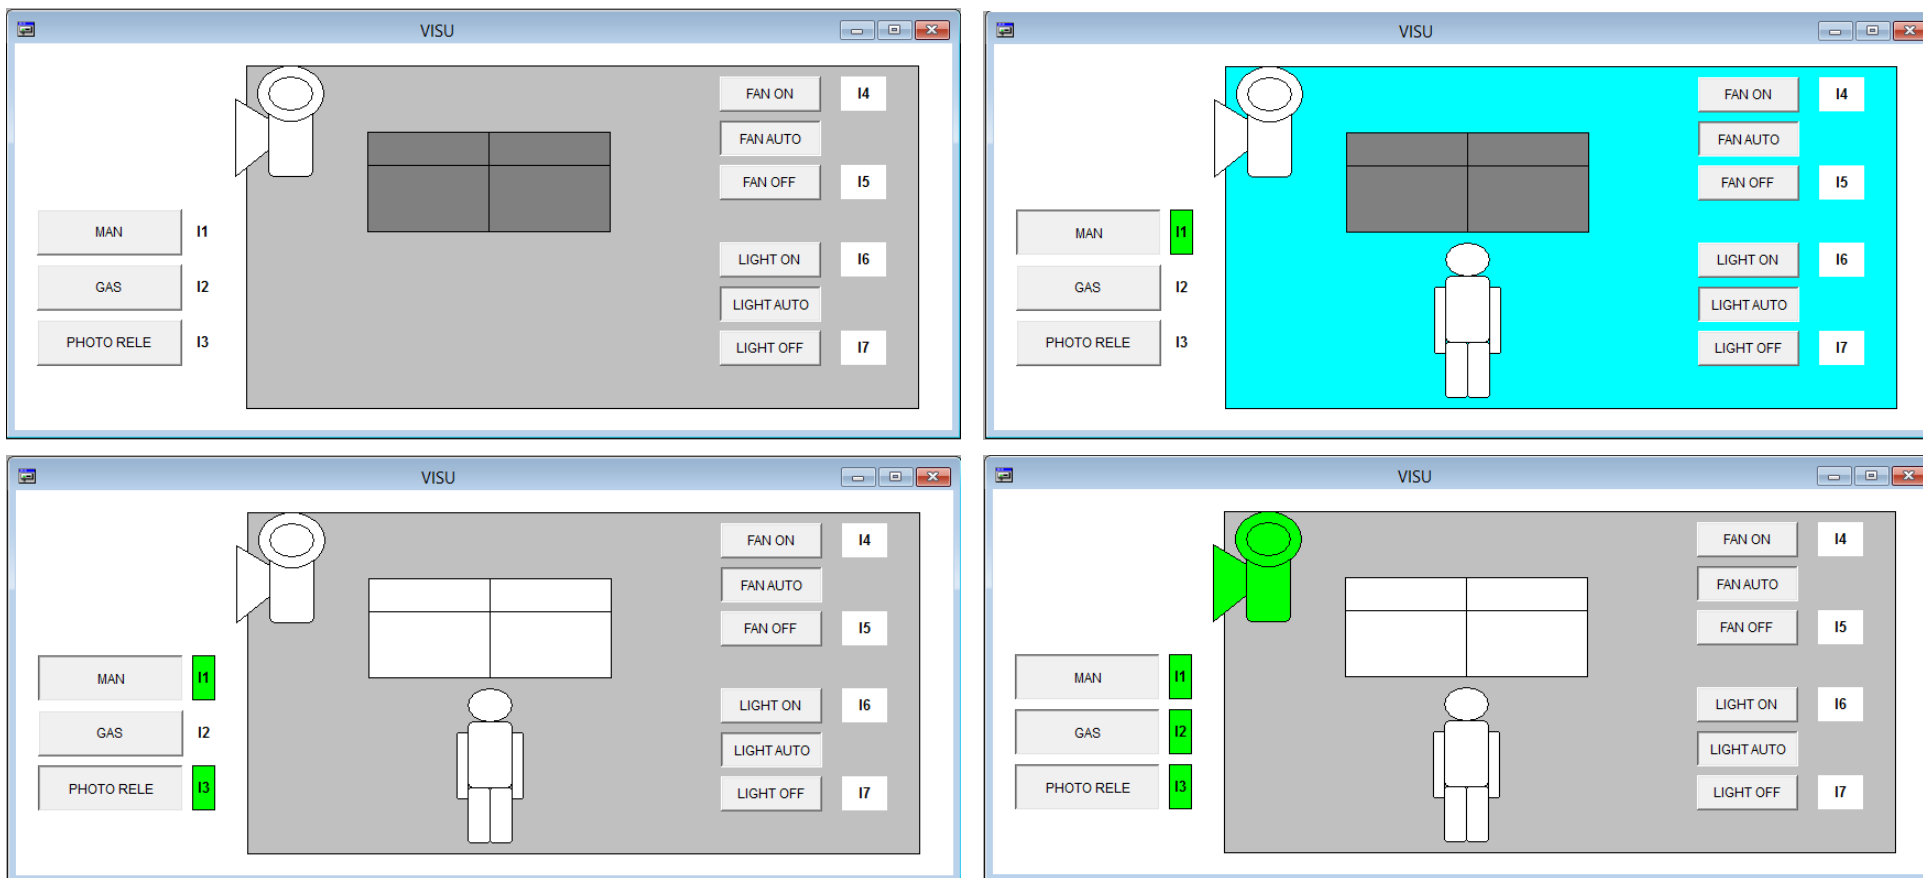 VISU
FAN ON I4
FAN AUTO
FAN OFF I5
MAN I1
LIGHT ON I6
GAS I2
LIGHT AUTO
PHOTO RELE I3
LIGHT OFF I7
VISU
FAN ON I4
FAN AUTO
FAN OFF I5
MAN I1
LIGHT ON I6
GAS I2
LIGHT AUTO
PHOTO RELE I3
LIGHT OFF I7
VISU
FAN ON I4
FAN AUTO
FAN OFF I5
MAN I1
LIGHT ON I6
GAS I2
LIGHT AUTO
PHOTO RELE I3
LIGHT OFF I7
VISU
FAN ON I4
FAN AUTO
FAN OFF I5
MAN I1
LIGHT ON I6
GAS I2
LIGHT AUTO
PHOTO RELE I3
LIGHT OFF I7